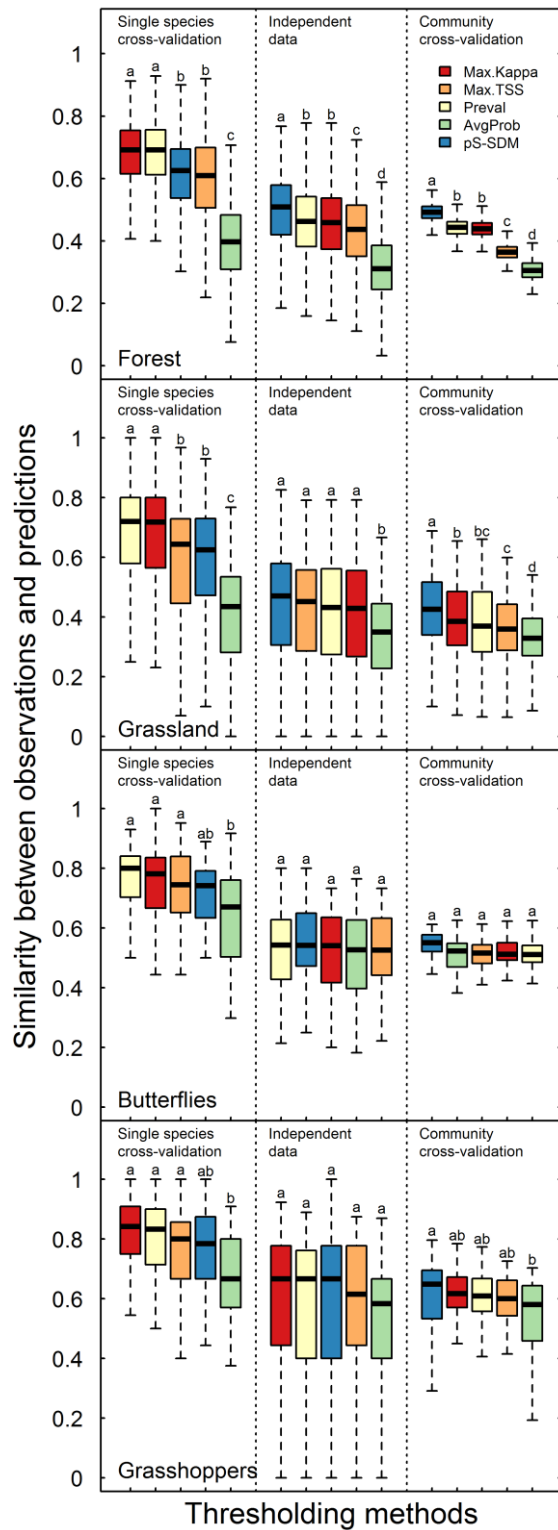 Similarity between observations and predictions
Single species
cross-validation
Independent
data
Community
cross-validation
Max.Kappa
Max.TSS
Preval
AvgProb
pS-SDM
1
0.8
0.6
0.4
0.2
0
a a b b c
a b b c d
a b b c d
Forest
Single species
cross-validation
Independent
data
Community
cross-validation
1
0.8
0.6
0.4
0.2
0
a a b b c
a a a a b
a b bc c d
Grassland
Single species
cross-validation
Independent
data
Community
cross-validation
1
0.8
0.6
0.4
0.2
0
a a a ab b
a a a a a
a a a a a
Butterflies
Single species
cross-validation
Independent
data
Community
cross-validation
1
0.8
0.6
0.4
0.2
0
a a a ab b
a a a a a
a ab ab ab b
Grasshoppers
Thresholding methods